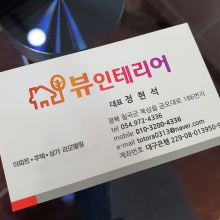 뷰인테리어
대표 정 현 석
경북 칠곡군 북삼읍 금오대로 186번지
tel 054.972-4336
mobile 010-3200-4336
e-mail totoro0313@naver.com
계좌번호 대구은행 229-08-013950-9
아파트•주택•상가 리모델링